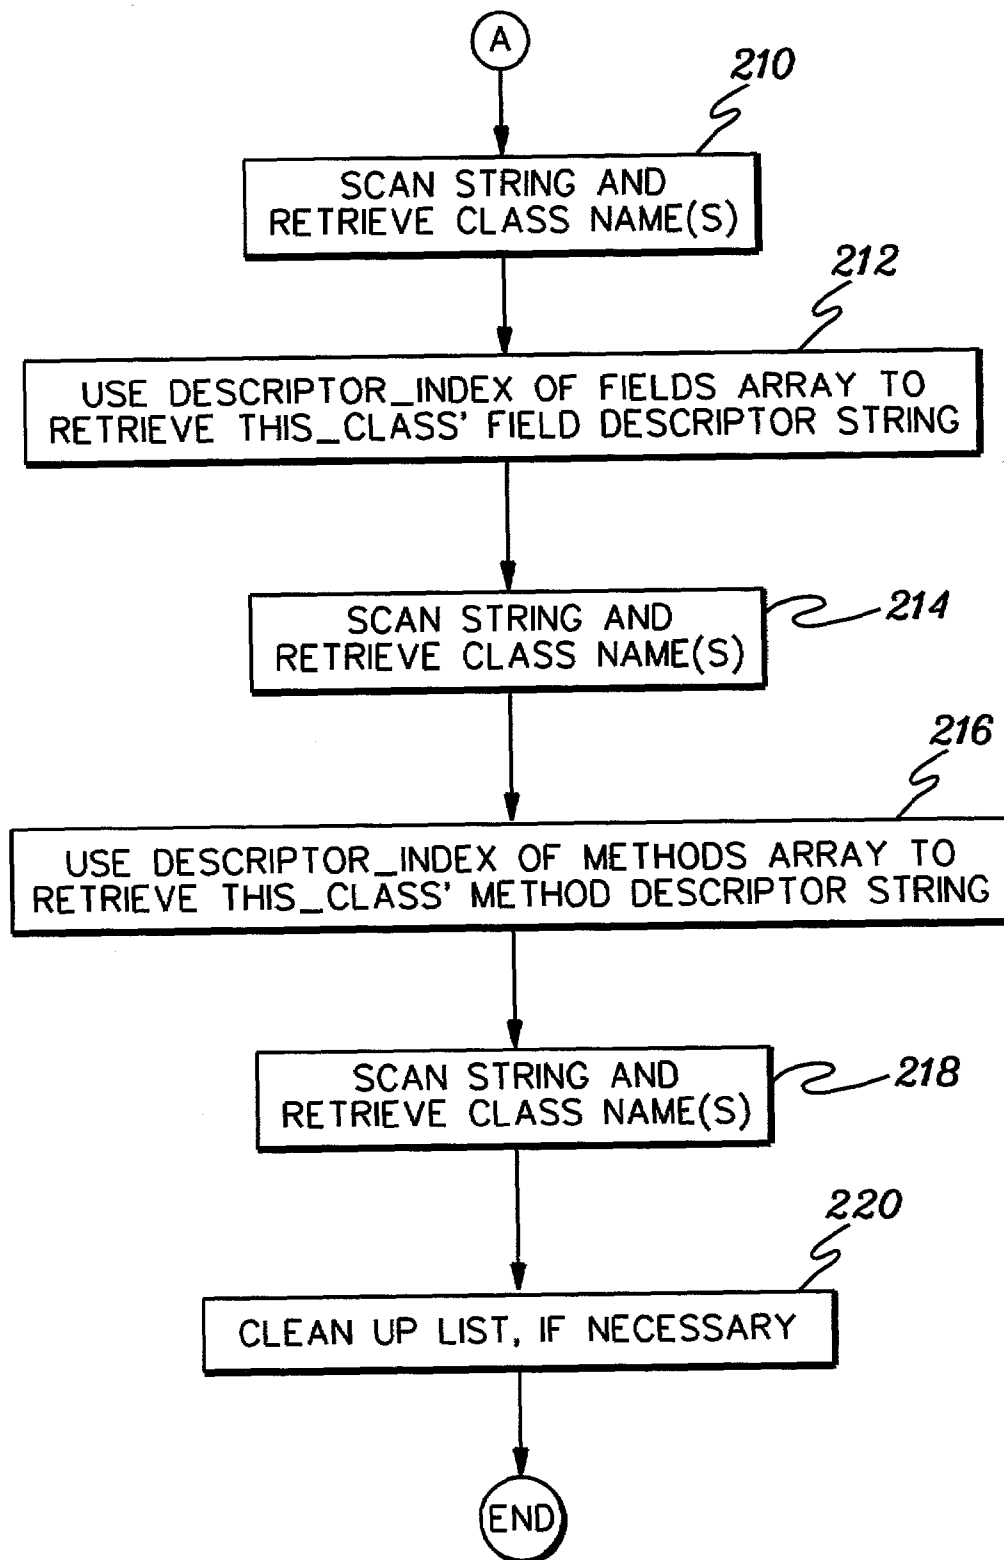 A
210
SCAN STRING AND
RETRIEVE CLASS NAME(S)
212
USE DESCRIPTOR_INDEX OF FIELDS ARRAY TO
RETRIEVE THIS_CLASS' FIELD DESCRIPTOR STRING
SCAN STRING AND
RETRIEVE CLASS NAME(S)
214
216
USE DESCRIPTOR_INDEX OF METHODS ARRAY TO
RETRIEVE THIS_CLASS' METHOD DESCRIPTOR STRING
SCAN STRING AND
RETRIEVE CLASS NAME(S)
218
220
CLEAN UP LIST, IF NECESSARY
END